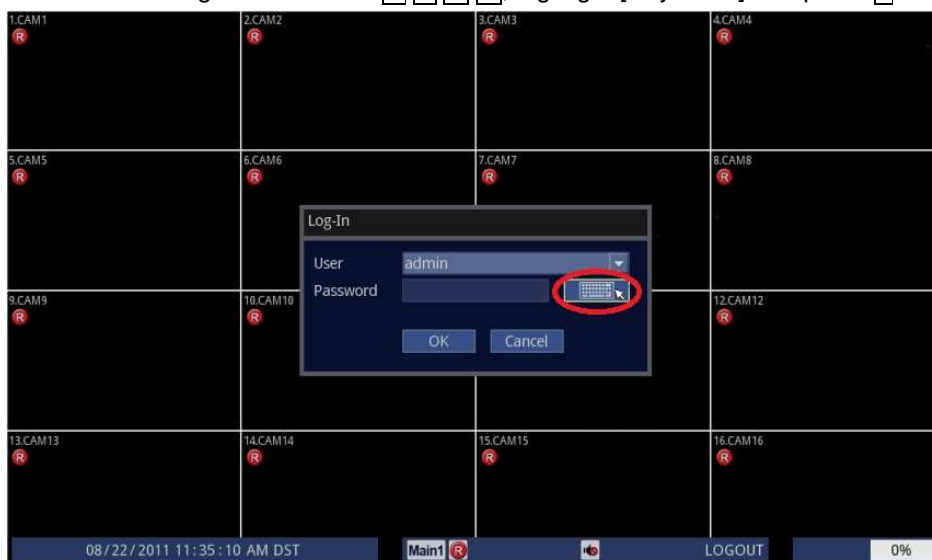 1.CAM1 2.CAM2 3.CAM3 4.CAM4
R R R R
5.CAM5 6.CAM6 7.CAM7 8.CAM8
R R R R
Log-In
User admin
Password
9.CAM9 10.CAM10 12.CAM12
R R R
OK Cancel
13.CAM13 14.CAM14 15.CAM15 16.CAM16
R R R R
08/22/2011 11:35:10 AM DST Main1 R LOGOUT 0%